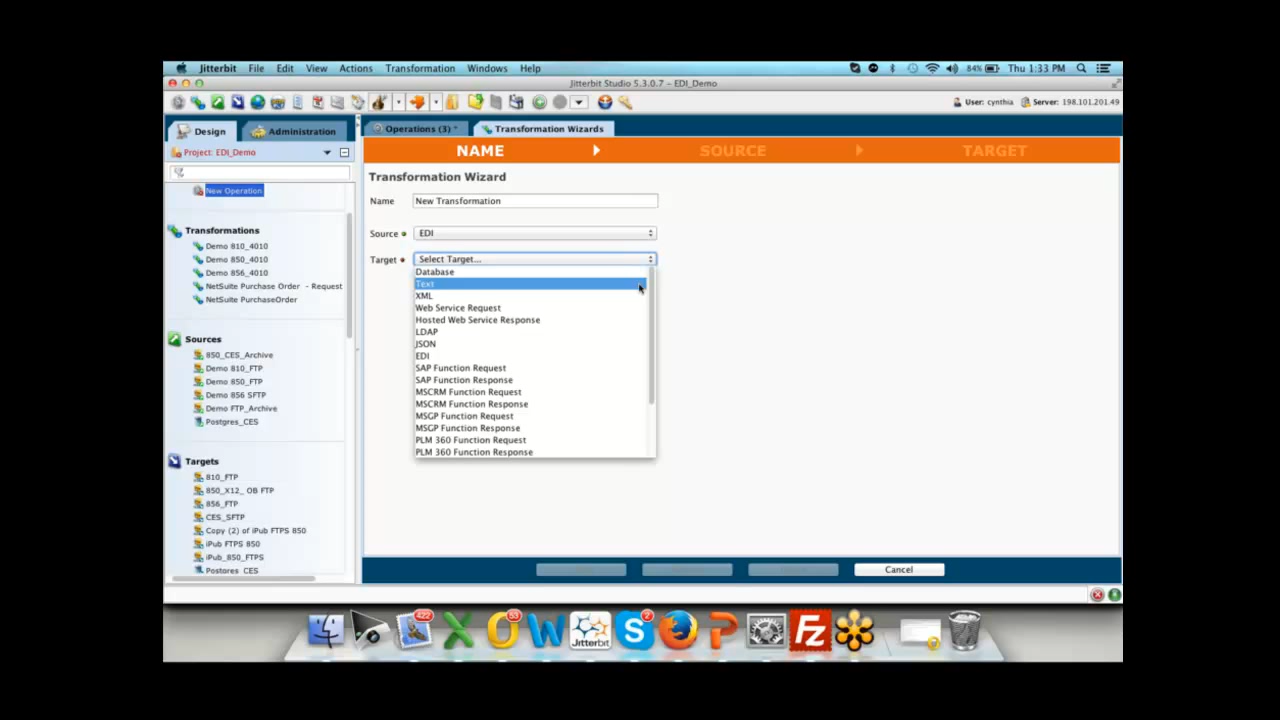 Jitterbit File Edit View Actions Transformation Windows Help 84% Thu 1:33 PM
Jitterbit Studio 5.3.0.7 – EDI_Demo
User: cynthia Server: 198.101.201.49
Design Administration Operations (3) * Transformation Wizards
Project: EDI_Demo
NAME SOURCE TARGET
Transformation Wizard
New Operation
Name New Transformation
Transformations
Source EDI
Demo 810_4010
Demo 850_4010
Demo 856_4010
NetSuite Purchase Order - Request
NetSuite PurchaseOrder
Target Select Target...
Database
Text
XML
Web Service Request
Hosted Web Service Response
LDAP
JSON
EDI
SAP Function Request
SAP Function Response
MSCRM Function Request
MSCRM Function Response
MSGP Function Request
MSGP Function Response
PLM 360 Function Request
PLM 360 Function Response
Sources
850_CES_Archive
Demo 810_FTP
Demo 850_FTP
Demo 856 SFTP
Demo FTP_Archive
Postgres_CES
Targets
810_FTP
850_X12_ OB FTP
856_FTP
CES_SFTP
Copy (2) of iPub FTPS 850
iPub FTPS 850
iPub_850_FTPS
Postgres_CES
Cancel
422 53 Jitterbit 2